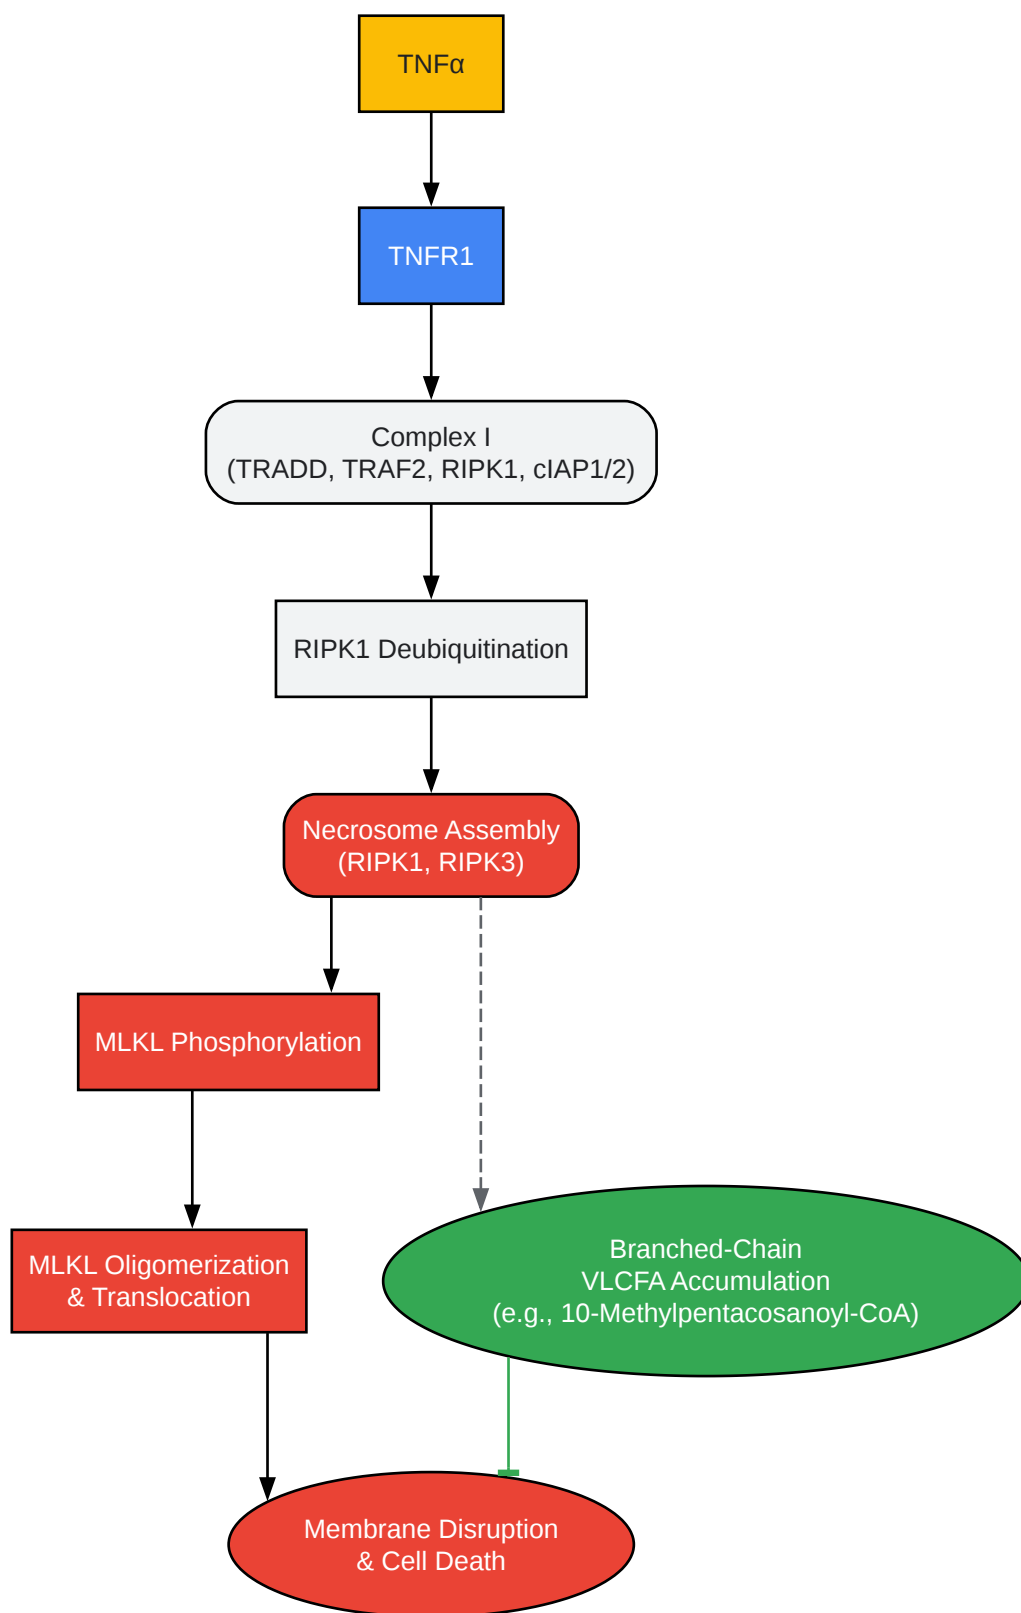 TNFα
TNFR1
Complex I
(TRADD, TRAF2, RIPK1, cIAP1/2)
RIPK1 Deubiquitination
Necrosome Assembly
(RIPK1, RIPK3)
MLKL Phosphorylation
MLKL Oligomerization
& Translocation
Branched-Chain
VLCFA Accumulation
(e.g., 10-Methylpentacosanoyl-CoA)
Membrane Disruption
& Cell Death